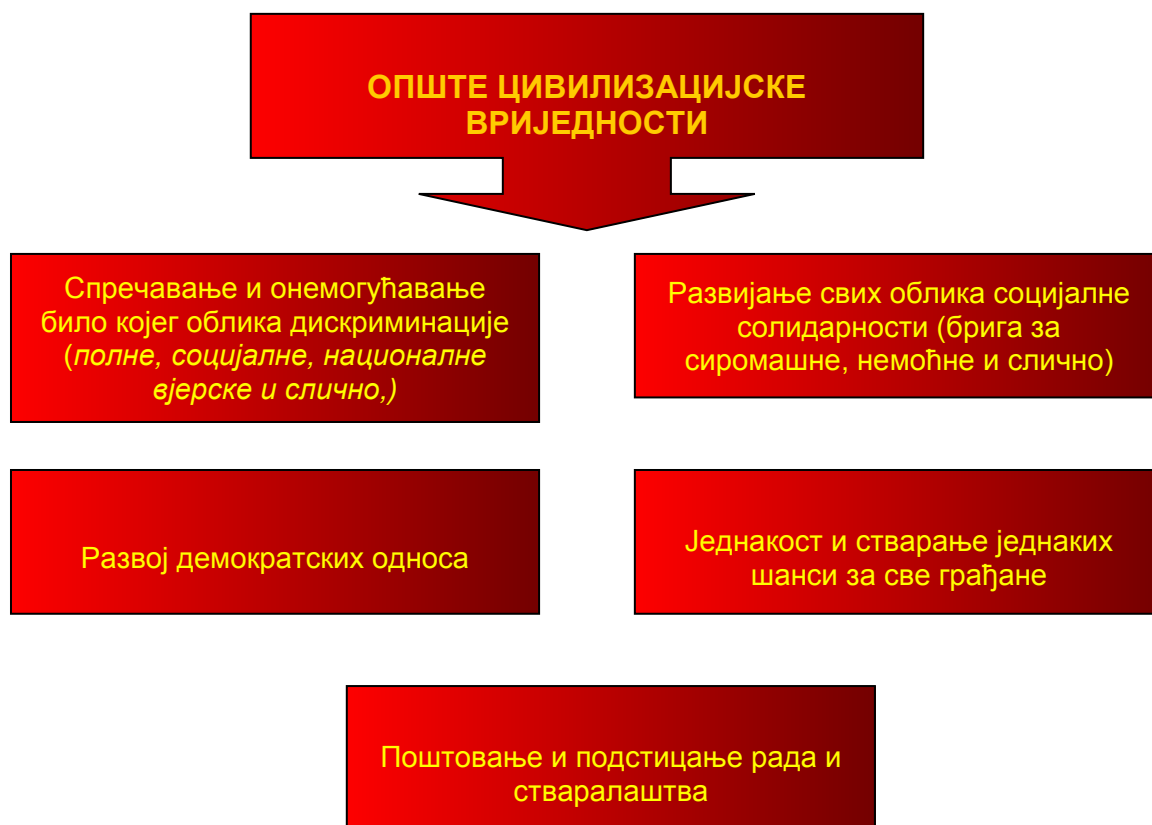 ОПШТЕ ЦИВИЛИЗАЦИЈСКЕ
ВРИЈЕДНОСТИ
Спречавање и онемогућавање
било којег облика дискриминације
(полне, социјалне, националне
вјерске и слично,)
Развијање свих облика социјалне
солидарности (брига за
сиромашне, немоћне и слично)
Развој демократских односа
Једнакост и стварање једнаких
шанси за све грађане
Поштовање и подстицање рада и
стваралаштва